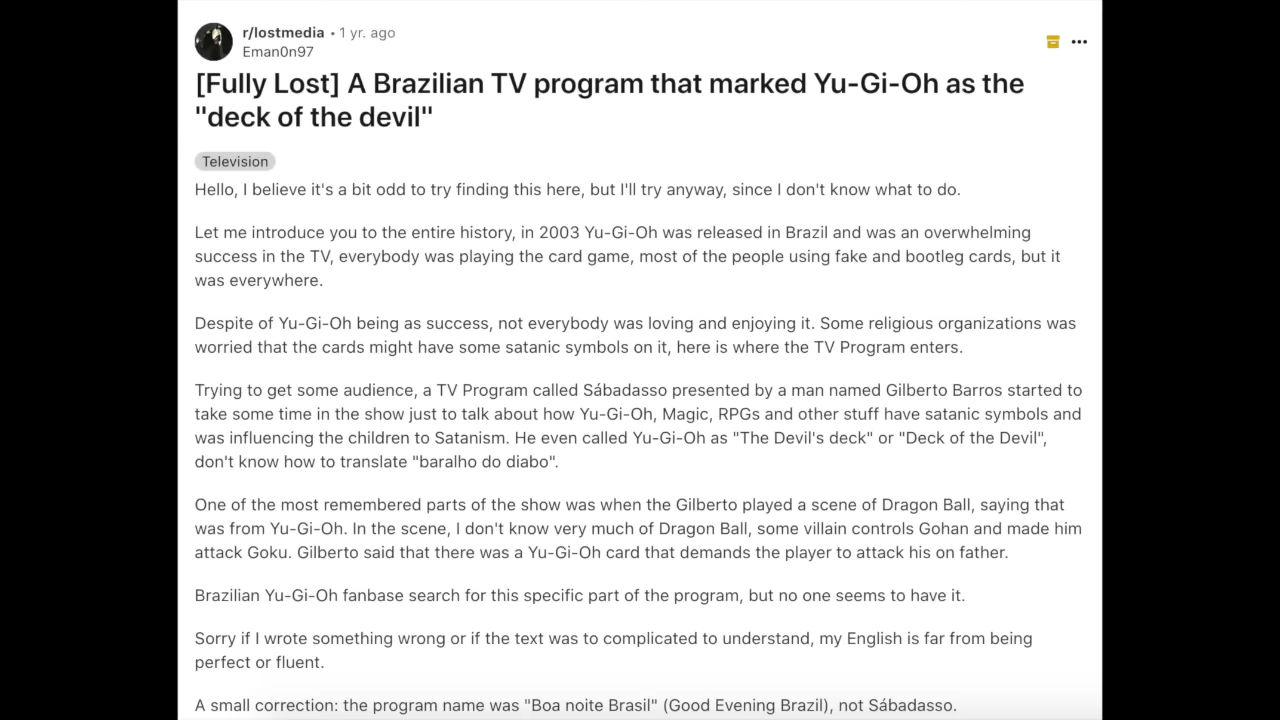 r/lostmedia • 1 yr. ago
Eman0n97
[Fully Lost] A Brazilian TV program that marked Yu-Gi-Oh as the
"deck of the devil"
Television
Hello, I believe it's a bit odd to try finding this here, but I'll try anyway, since I don't know what to do.
Let me introduce you to the entire history, in 2003 Yu-Gi-Oh was released in Brazil and was an overwhelming
success in the TV, everybody was playing the card game, most of the people using fake and bootleg cards, but it
was everywhere.
Despite of Yu-Gi-Oh being as success, not everybody was loving and enjoying it. Some religious organizations was
worried that the cards might have some satanic symbols on it, here is where the TV Program enters.
Trying to get some audience, a TV Program called Sábadasso presented by a man named Gilberto Barros started to
take some time in the show just to talk about how Yu-Gi-Oh, Magic, RPGs and other stuff have satanic symbols and
was influencing the children to Satanism. He even called Yu-Gi-Oh as "The Devil's deck" or "Deck of the Devil",
don't know how to translate "baralho do diabo".
One of the most remembered parts of the show was when the Gilberto played a scene of Dragon Ball, saying that
was from Yu-Gi-Oh. In the scene, I don't know very much of Dragon Ball, some villain controls Gohan and made him
attack Goku. Gilberto said that there was a Yu-Gi-Oh card that demands the player to attack his on father.
Brazilian Yu-Gi-Oh fanbase search for this specific part of the program, but no one seems to have it.
Sorry if I wrote something wrong or if the text was to complicated to understand, my English is far from being
perfect or fluent.
A small correction: the program name was "Boa noite Brasil" (Good Evening Brazil), not Sábadasso.